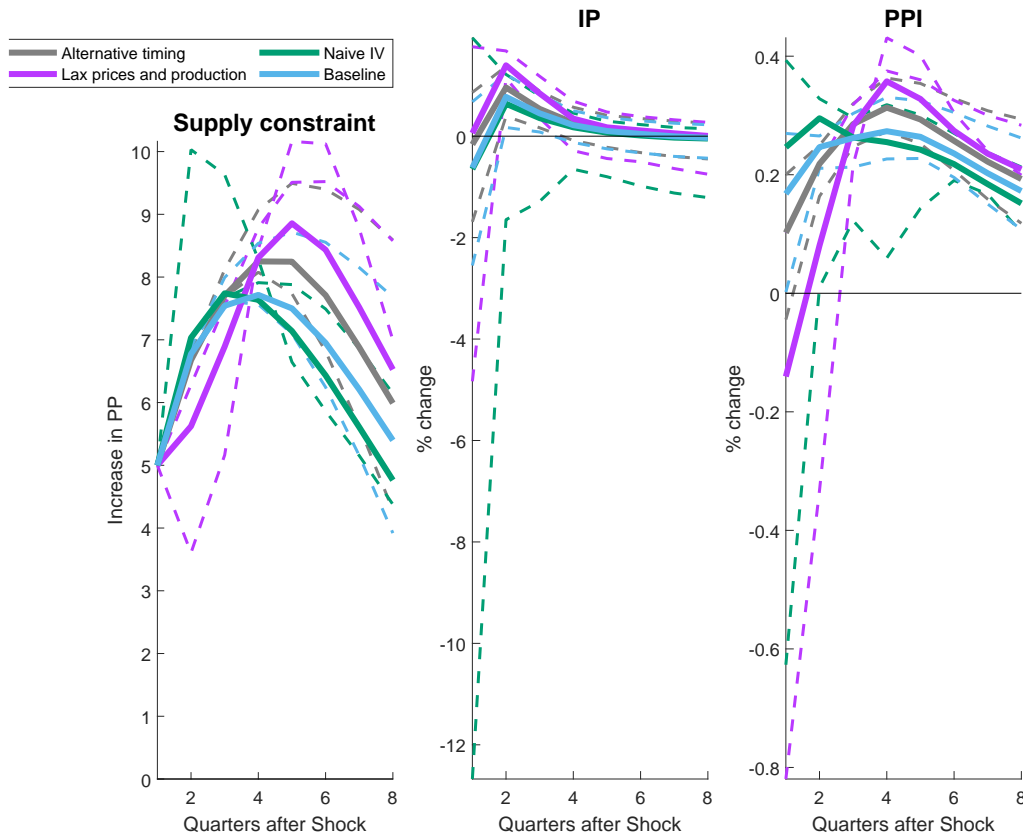 IP
PPI
Alternative timing
Naive IV
Lax prices and production
Baseline
Supply constraint
Increase in PP
10
9
8
7
6
5
4
3
2
1
0
2 4 6 8
Quarters after Shock
% change
0
-2
-4
-6
-8
-10
-12
2 4 6 8
Quarters after Shock
% change
0.4
0.2
0
-0.2
-0.4
-0.6
-0.8
2 4 6 8
Quarters after Shock